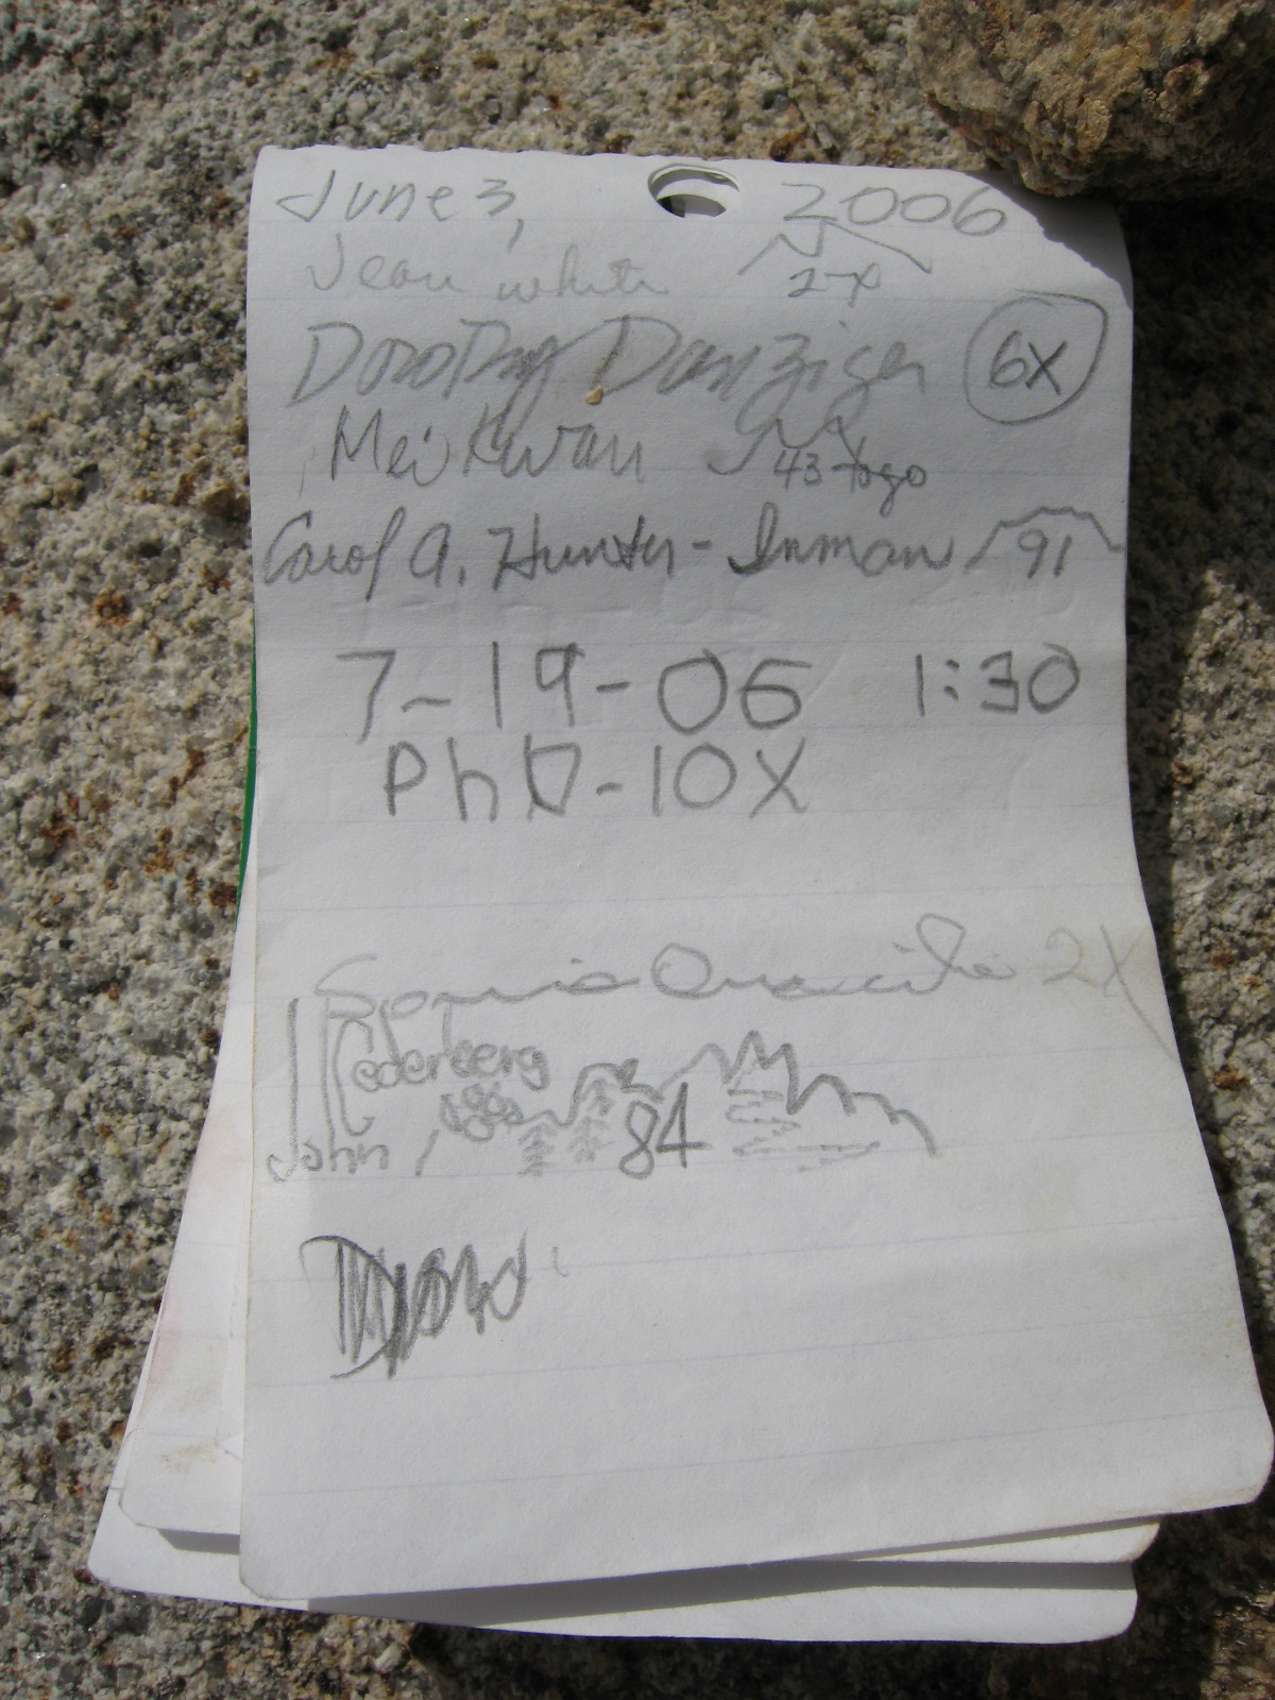 June 3, 2006
Jean White 2x
Dorothy Danziger 6x
Mei Kwan 43 to go
Carol A. Hunter-Inman 91
7-19-06 1:30
PhD-10X
2X
Hederberg
John, 84